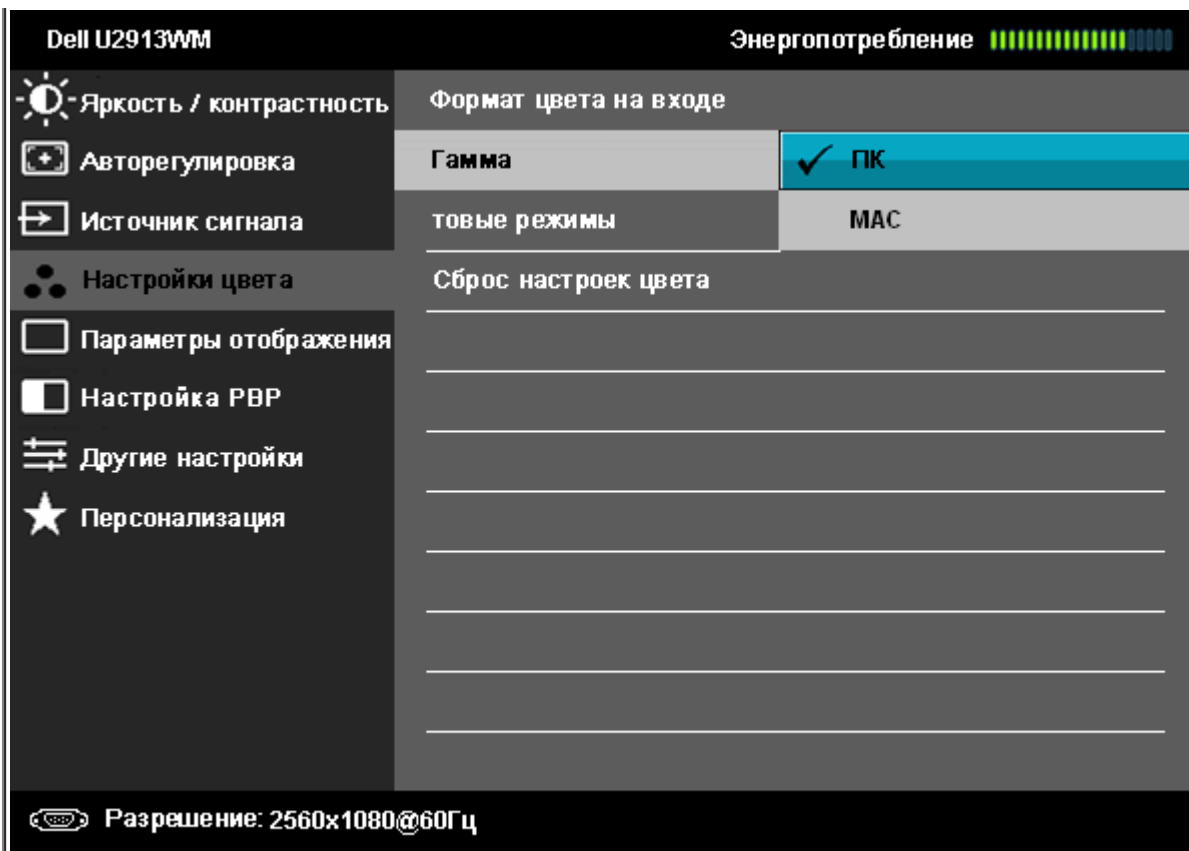 Dell U2913WM
Энергопотребление
Яркость / контрастность
Формат цвета на входе
Авторегулировка
Гамма
ПК
Источник сигнала
товые режимы
MAC
Настройки цвета
Сброс настроек цвета
Параметры отображения
Настройка PBP
Другие настройки
Персонализация
Разрешение: 2560x1080@60Гц